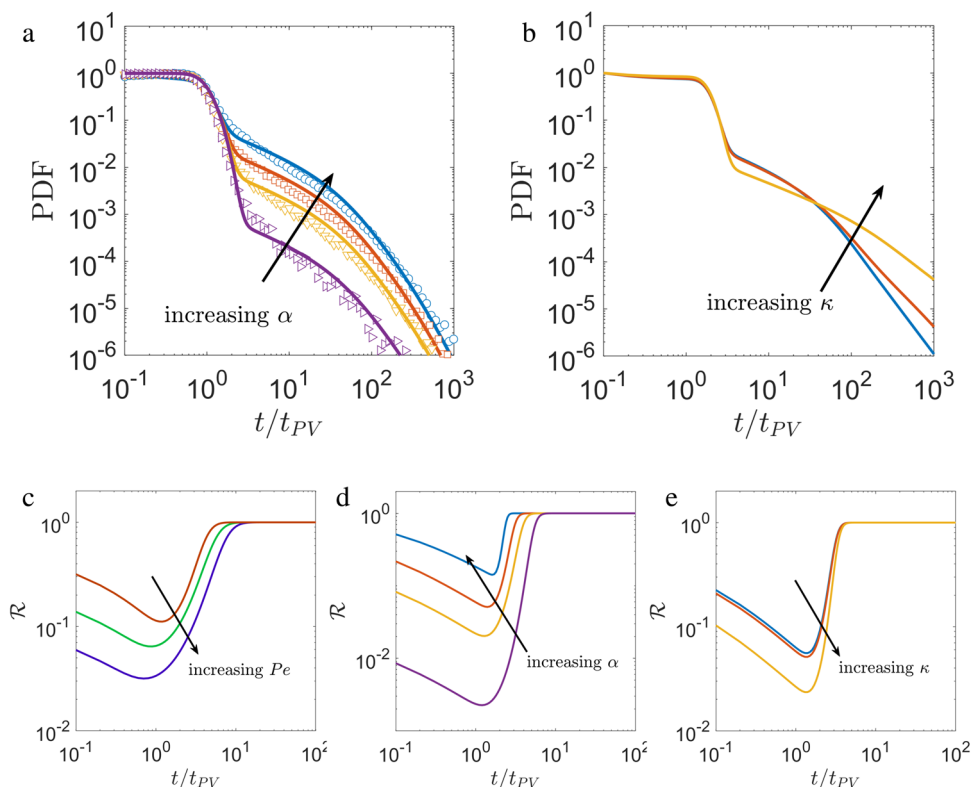 a
b
10^1
10^0
10^-1
10^-2
10^-3
10^-4
10^-5
10^-6
PDF
increasing α
10^-1 10^0 10^1 10^2 10^3
t/t_PV
10^1
10^0
10^-1
10^-2
10^-3
10^-4
10^-5
10^-6
PDF
increasing κ
10^-1 10^0 10^1 10^2 10^3
t/t_PV
c
d
e
10^0
10^-1
10^-2
ℛ
increasing Pe
10^-1 10^0 10^1 10^2
t/t_PV
10^0
10^-2
ℛ
increasing α
10^-1 10^0 10^1 10^2
t/t_PV
10^0
10^-1
10^-2
ℛ
increasing κ
10^-1 10^0 10^1 10^2
t/t_PV